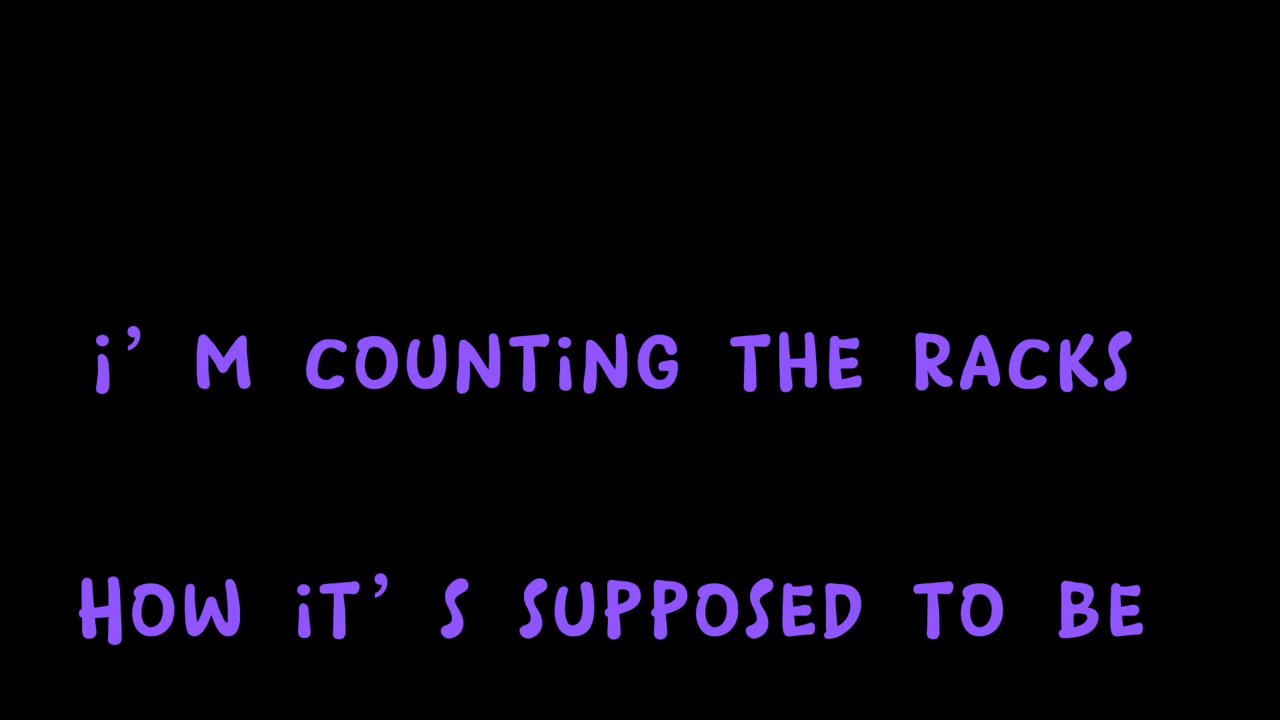 i’ M COUNTiNG THE RACKS
HOW iT’ S SUPPOSED TO BE